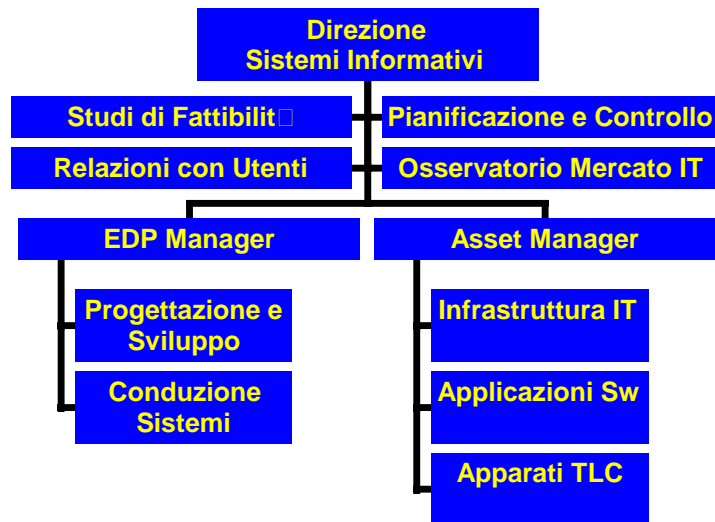 Direzione
Sistemi Informativi
Studi di Fattibilit□
Pianificazione e Controllo
Relazioni con Utenti
Osservatorio Mercato IT
EDP Manager
Asset Manager
Progettazione e
Sviluppo
Infrastruttura IT
Conduzione
Sistemi
Applicazioni Sw
Apparati TLC